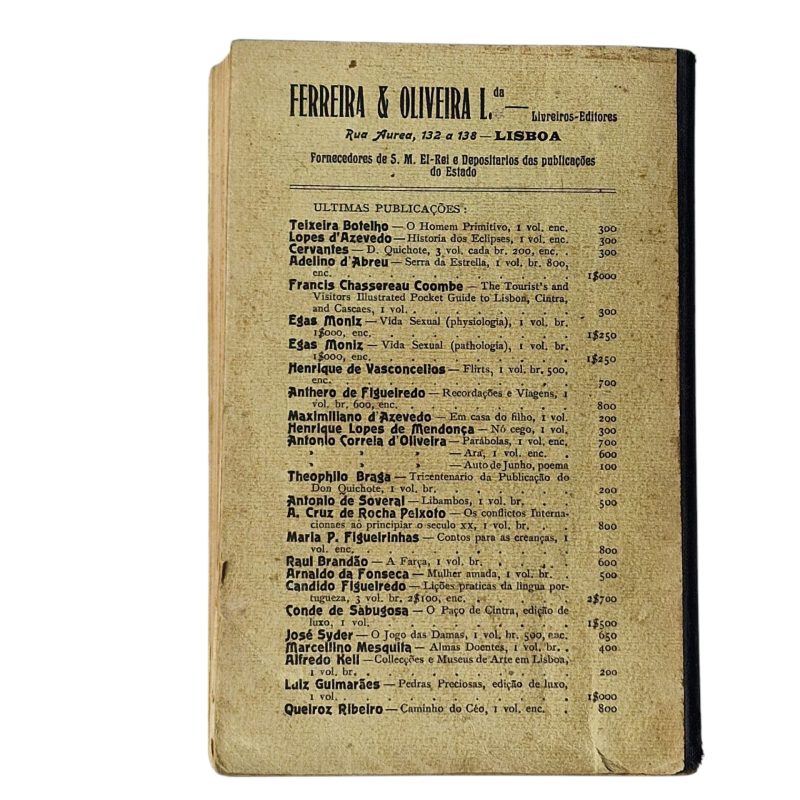 FERREIRA & OLIVEIRA L.da — Livreiros-Editores
Rua Aurea, 132 a 138 — LISBOA
Fornecedores de S. M. El-Rei e Depositarios das publicações
do Estado
ULTIMAS PUBLICAÇÕES:
Teixeira Botelho — O Homem Primitivo, 1 vol. enc. 300
Lopes d'Azevedo — Historia dos Eclipses, 1 vol. enc. 300
Cervantes — D. Quichote, 3 vol. cada br. 200, enc. . 300
Adelino d'Abreu — Serra da Estrella, 1 vol. br. 800,
enc. . . . . . . . . . 1$000
Francis Chassereau Coombe — The Tourist's and
Visitors Illustrated Pocket Guide to Lisbon, Cintra,
and Cascaes, 1 vol. . . . . . . . 300
Egas Moniz — Vida Sexual (physiologia), 1 vol. br.
1$000, enc. . . . . . . . . 1$250
Egas Moniz — Vida Sexual (pathologia), 1 vol. br.
1$000, enc. . . . . . . . . 1$250
Henrique de Vasconcellos — Flirts, 1 vol. br. 500,
enc. . . . . . . . . . 700
Anthero de Figueiredo — Recordações e Viagens, 1
vol. br. 600, enc. . . . . . . . 800
Maximiliano d'Azevedo — Em casa do filho, 1 vol. 200
Henrique Lopes de Mendonça — Nó cego, 1 vol. 300
Antonio Correia d'Oliveira — Parábolas, 1 vol. enc. 700
» » » — Ara, 1 vol. enc. . . 600
» » » — Auto de Junho, poema 100
Theophilo Braga — Tricentenario da Publicação do
Don Quichote, 1 vol. br. . . . . . 200
Antonio de Soveral — Libambos, 1 vol. br. . . . 500
A. Cruz de Rocha Peixoto — Os conflictos Interna-
cionaes ao principiar o seculo XX, 1 vol. br. . . 800
Maria P. Figueirinhas — Contos para as creanças, 1
vol. enc. . . . . . . . . 800
Raul Brandão — A Farça, 1 vol. br. . . . . 600
Arnaldo da Fonseca — Mulher amada, 1 vol. br. . 500
Candido Figueiredo — Lições praticas da lingua por-
tugueza, 3 vol. br. 2$100, enc. . . . . 2$700
Conde de Sabugosa — O Paço de Cintra, edição de
luxo, 1 vol. . . . . . . . . 1$500
José Syder — O Jogo das Damas, 1 vol. br. 500, enc. 650
Marcellino Mesquita — Almas Doentes, 1 vol. br. . 400
Alfredo Keil — Collecções e Museus de Arte em Lisboa,
1 vol. br. . . . . . . . . 200
Luiz Guimarães — Pedras Preciosas, edição de luxo,
1 vol. . . . . . . . . . 1$000
Queiroz Ribeiro — Caminho do Céo, 1 vol. enc. . 800